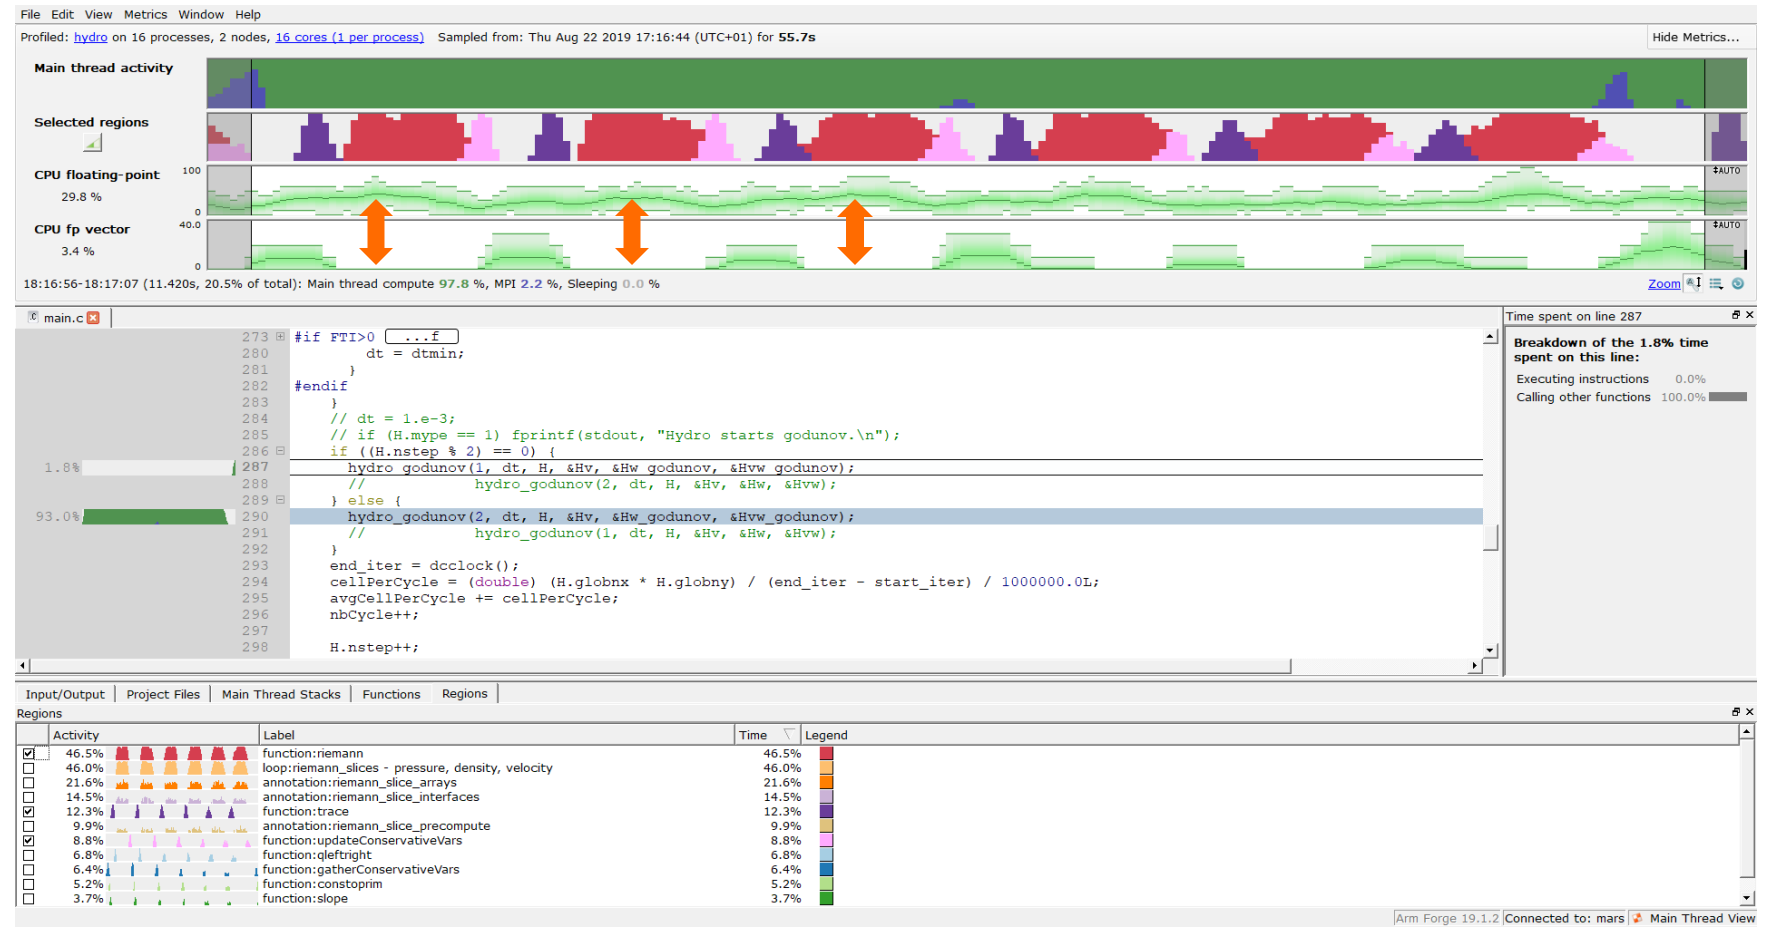 File Edit View Metrics Window Help
Profiled: hydro on 16 processes, 2 nodes, 16 cores (1 per process) Sampled from: Thu Aug 22 2019 17:16:44 (UTC+01) for 55.7s Hide Metrics...
Main thread activity
Selected regions
CPU floating-point 100 ‡AUTO
29.8 %
0
CPU fp vector 40.0 ‡AUTO
3.4 %
0
18:16:56-18:17:07 (11.420s, 20.5% of total): Main thread compute 97.8 %, MPI 2.2 %, Sleeping 0.0 % Zoom
main.c Time spent on line 287
273 #if FTI>0 ...f
280 dt = dtmin;
281 }
282 #endif
283 }
284 // dt = 1.e-3;
285 // if (H.mype == 1) fprintf(stdout, "Hydro starts godunov.\n");
286 if ((H.nstep % 2) == 0) {
1.8% 287 hydro_godunov(1, dt, H, &Hv, &Hw_godunov, &Hvw_godunov);
288 // hydro_godunov(2, dt, H, &Hv, &Hw, &Hvw);
289 } else {
93.0% 290 hydro_godunov(2, dt, H, &Hv, &Hw_godunov, &Hvw_godunov);
291 // hydro_godunov(1, dt, H, &Hv, &Hw, &Hvw);
292 }
293 end_iter = dcclock();
294 cellPerCycle = (double) (H.globnx * H.globny) / (end_iter - start_iter) / 1000000.0L;
295 avgCellPerCycle += cellPerCycle;
296 nbCycle++;
297
298 H.nstep++;
Breakdown of the 1.8% time
spent on this line:
Executing instructions 0.0%
Calling other functions 100.0%
Input/Output Project Files Main Thread Stacks Functions Regions
Regions
Activity Label Time Legend
46.5% function:riemann 46.5%
46.0% loop:riemann_slices - pressure, density, velocity 46.0%
21.6% annotation:riemann_slice_arrays 21.6%
14.5% annotation:riemann_slice_interfaces 14.5%
12.3% function:trace 12.3%
9.9% annotation:riemann_slice_precompute 9.9%
8.8% function:updateConservativeVars 8.8%
6.8% function:qleftright 6.8%
6.4% function:gatherConservativeVars 6.4%
5.2% function:constoprim 5.2%
3.7% function:slope 3.7%
Arm Forge 19.1.2 Connected to: mars Main Thread View